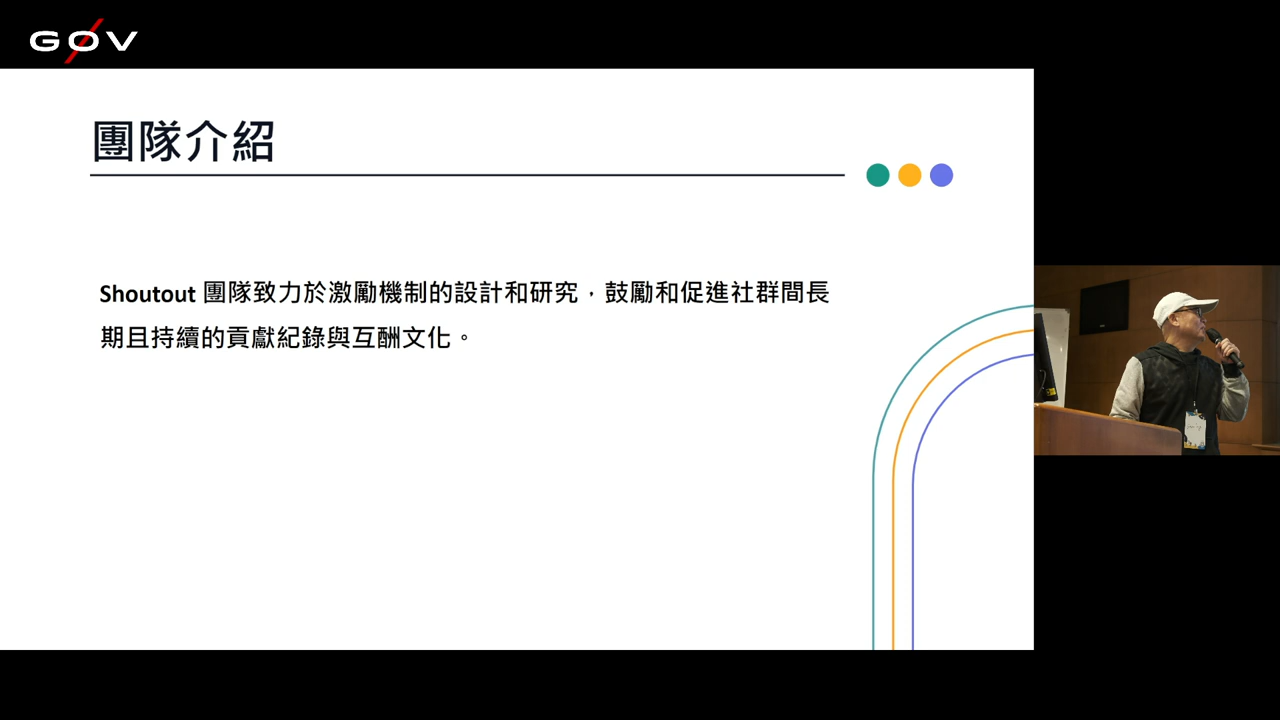 GØV
團隊介紹
Shoutout 團隊致力於激勵機制的設計和研究，鼓勵和促進社群間長
期且持續的貢獻紀錄與互酬文化。